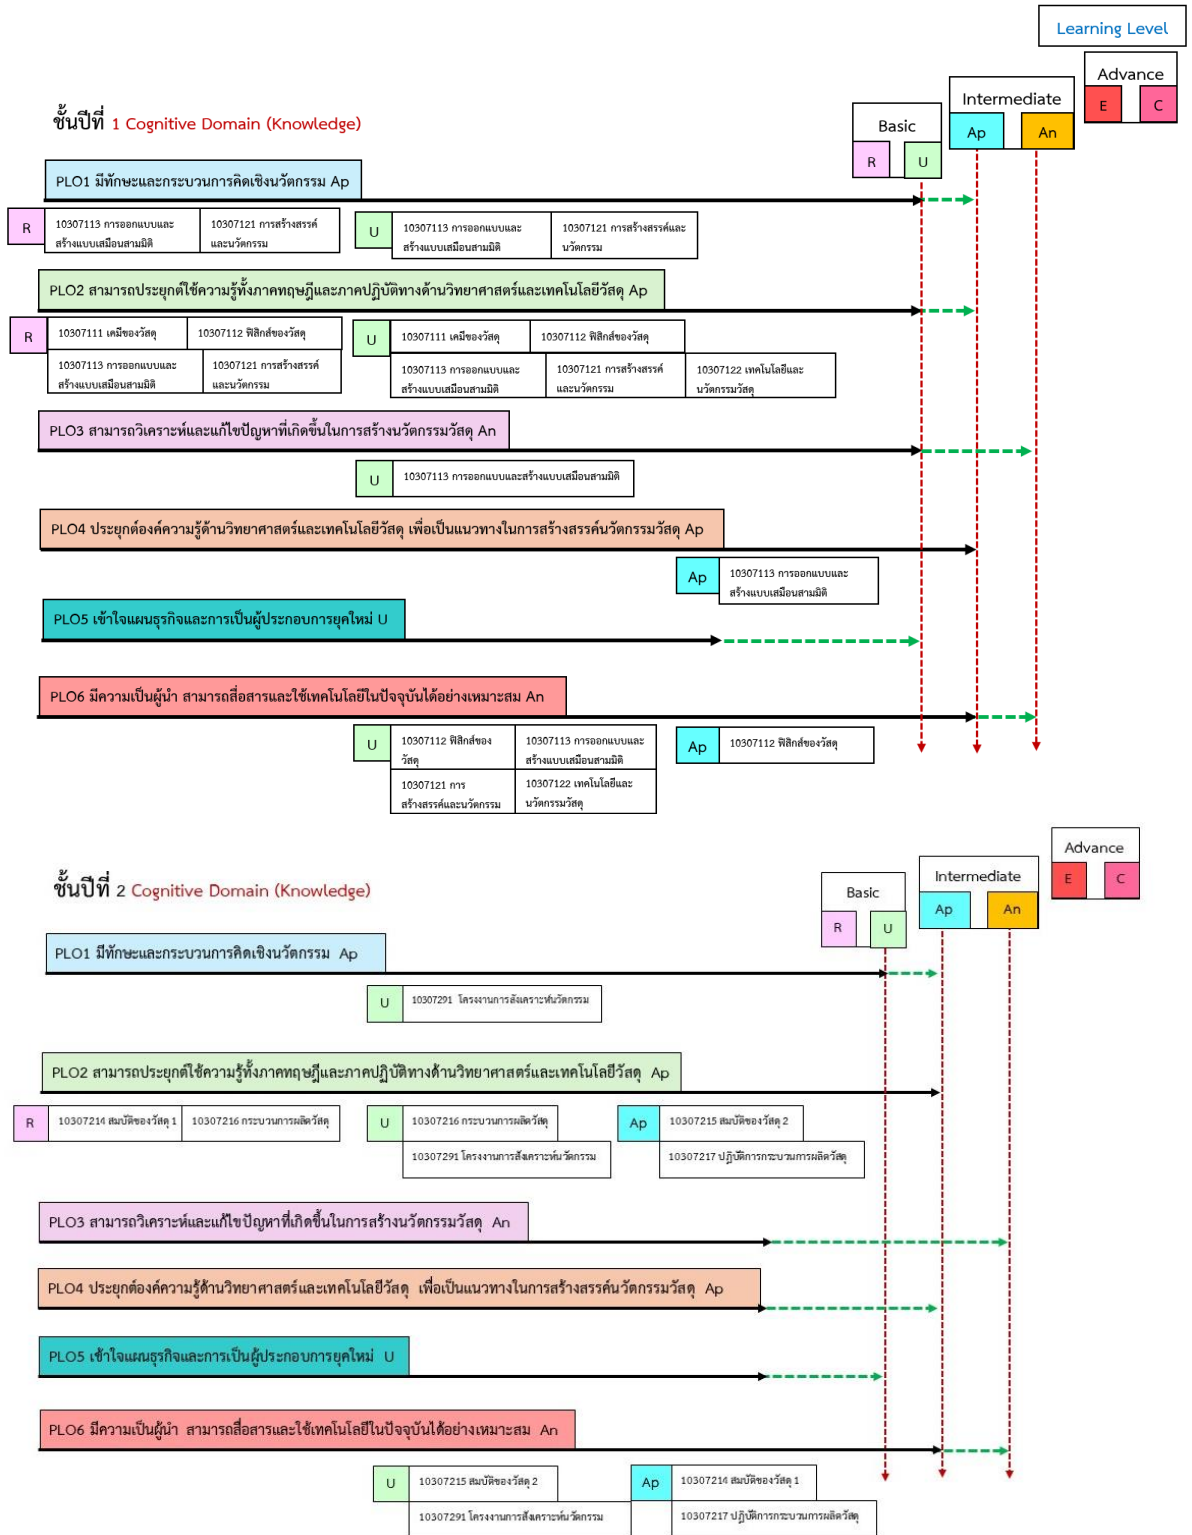 Learning Level
Advance
E C
Intermediate
Ap An
Basic
R U
ชั้นปีที่ 1 Cognitive Domain (Knowledge)
PLO1 มีทักษะและกระบวนการคิดเชิงนวัตกรรม Ap
R
10307113 การออกแบบและ
สร้างแบบเสมือนสามมิติ
10307121 การสร้างสรรค์
และนวัตกรรม
U
10307113 การออกแบบและ
สร้างแบบเสมือนสามมิติ
10307121 การสร้างสรรค์และ
นวัตกรรม
PLO2 สามารถประยุกต์ใช้ความรู้ทั้งภาคทฤษฎีและภาคปฏิบัติทางด้านวิทยาศาสตร์และเทคโนโลยีวัสดุ Ap
R
10307111 เคมีของวัสดุ
10307112 ฟิสิกส์ของวัสดุ
10307113 การออกแบบและ
สร้างแบบเสมือนสามมิติ
10307121 การสร้างสรรค์
และนวัตกรรม
U
10307111 เคมีของวัสดุ
10307112 ฟิสิกส์ของวัสดุ
10307113 การออกแบบและ
สร้างแบบเสมือนสามมิติ
10307121 การสร้างสรรค์
และนวัตกรรม
10307122 เทคโนโลยีและ
นวัตกรรมวัสดุ
PLO3 สามารถวิเคราะห์และแก้ไขปัญหาที่เกิดขึ้นในการสร้างนวัตกรรมวัสดุ An
U
10307113 การออกแบบและสร้างแบบเสมือนสามมิติ
PLO4 ประยุกต์องค์ความรู้ด้านวิทยาศาสตร์และเทคโนโลยีวัสดุ เพื่อเป็นแนวทางในการสร้างสรรค์นวัตกรรมวัสดุ Ap
Ap
10307113 การออกแบบและ
สร้างแบบเสมือนสามมิติ
PLO5 เข้าใจแผนธุรกิจและการเป็นผู้ประกอบการยุคใหม่ U
PLO6 มีความเป็นผู้นำ สามารถสื่อสารและใช้เทคโนโลยีในปัจจุบันได้อย่างเหมาะสม An
U
10307112 ฟิสิกส์ของ
วัสดุ
10307113 การออกแบบและ
สร้างแบบเสมือนสามมิติ
10307121 การ
สร้างสรรค์และนวัตกรรม
10307122 เทคโนโลยีและ
นวัตกรรมวัสดุ
Ap
10307112 ฟิสิกส์ของวัสดุ
Advance
E C
Intermediate
Ap An
Basic
R U
ชั้นปีที่ 2 Cognitive Domain (Knowledge)
PLO1 มีทักษะและกระบวนการคิดเชิงนวัตกรรม Ap
U
10307291 โครงงานการสังเคราะห์นวัตกรรม
PLO2 สามารถประยุกต์ใช้ความรู้ทั้งภาคทฤษฎีและภาคปฏิบัติทางด้านวิทยาศาสตร์และเทคโนโลยีวัสดุ Ap
R
10307214 สมบัติของวัสดุ 1
10307216 กระบวนการผลิตวัสดุ
U
10307216 กระบวนการผลิตวัสดุ
10307291 โครงงานการสังเคราะห์นวัตกรรม
Ap
10307215 สมบัติของวัสดุ 2
10307217 ปฏิบัติการกระบวนการผลิตวัสดุ
PLO3 สามารถวิเคราะห์และแก้ไขปัญหาที่เกิดขึ้นในการสร้างนวัตกรรมวัสดุ An
PLO4 ประยุกต์องค์ความรู้ด้านวิทยาศาสตร์และเทคโนโลยีวัสดุ เพื่อเป็นแนวทางในการสร้างสรรค์นวัตกรรมวัสดุ Ap
PLO5 เข้าใจแผนธุรกิจและการเป็นผู้ประกอบการยุคใหม่ U
PLO6 มีความเป็นผู้นำ สามารถสื่อสารและใช้เทคโนโลยีในปัจจุบันได้อย่างเหมาะสม An
U
10307215 สมบัติของวัสดุ 2
10307291 โครงงานการสังเคราะห์นวัตกรรม
Ap
10307214 สมบัติของวัสดุ 1
10307217 ปฏิบัติการกระบวนการผลิตวัสดุ